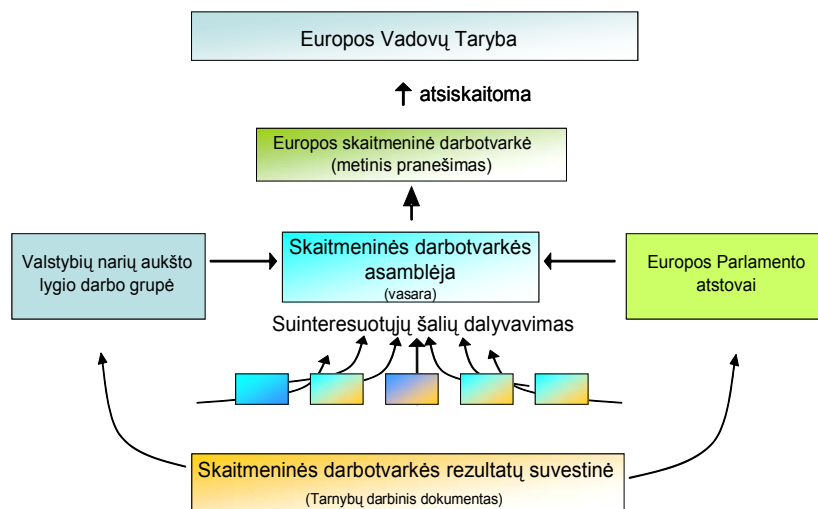 Europos Vadovų Taryba
atsiskaitoma
Europos skaitmeninė darbotvarkė
(metinis pranešimas)
Valstybių narių aukšto
lygio darbo grupė
Skaitmeninės darbotvarkės
asamblėja
(vasara)
Europos Parlamento
atstovai
Suinteresuotųjų šalių dalyvavimas
Skaitmeninės darbotvarkės rezultatų suvestinė
(Tarnybų darbinis dokumentas)